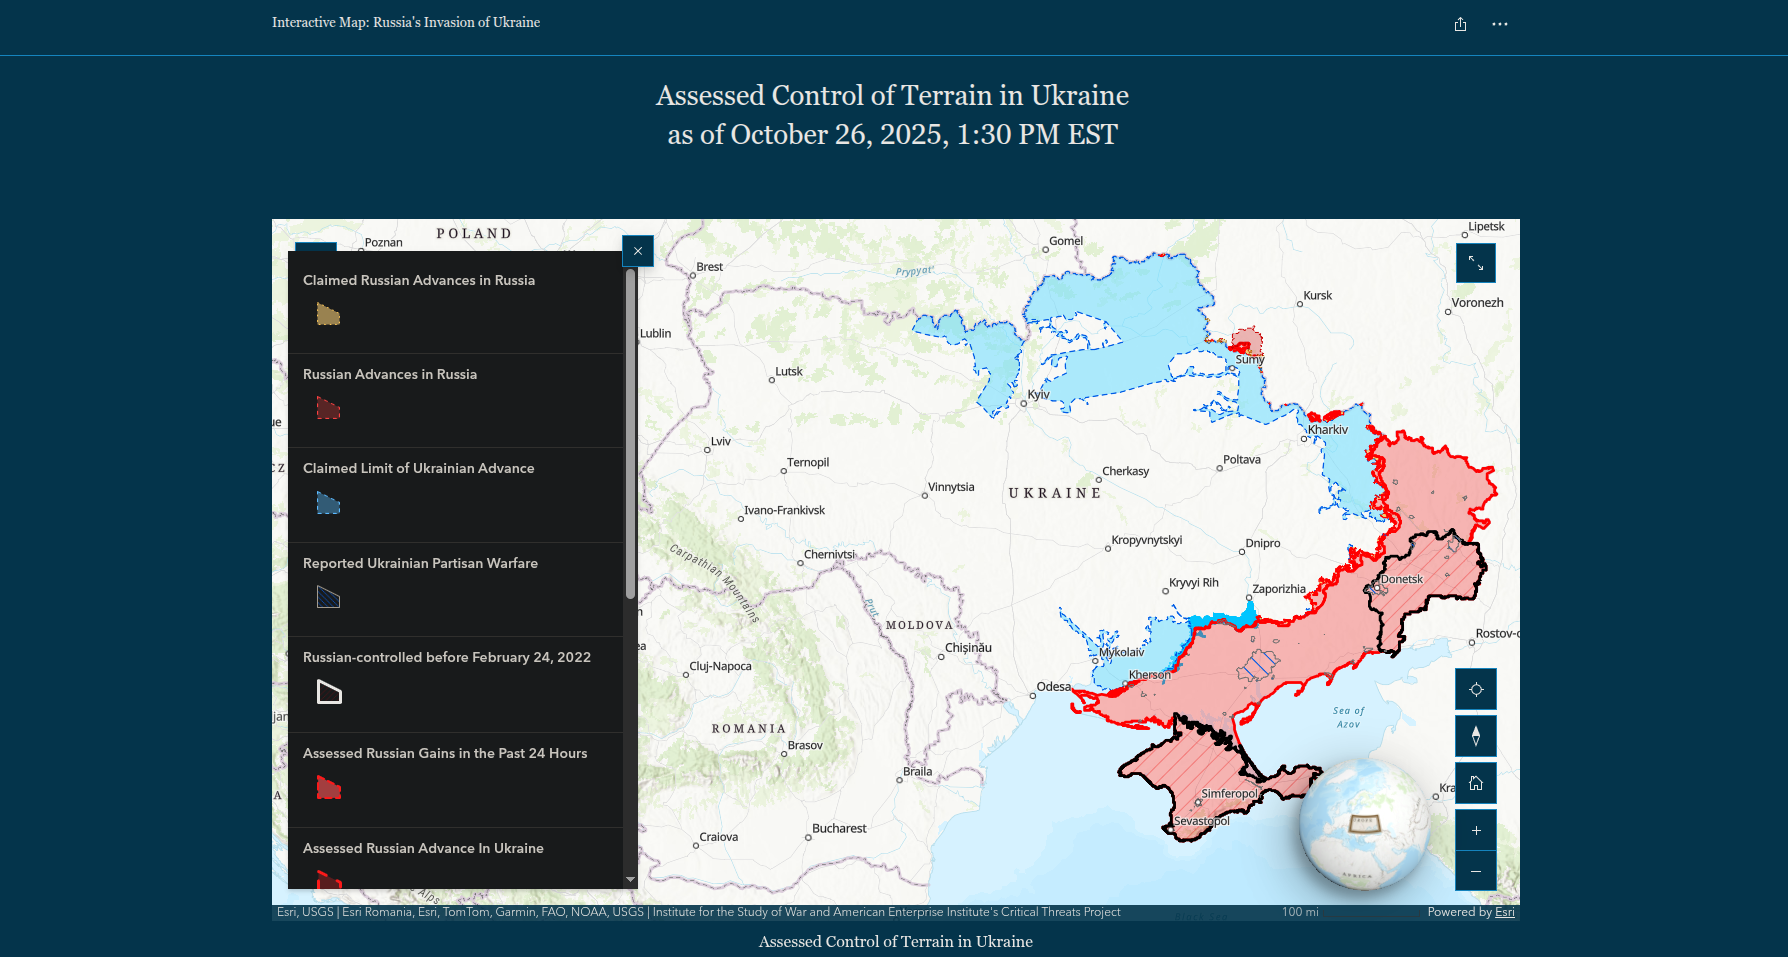 Interactive Map: Russia's Invasion of Ukraine
Assessed Control of Terrain in Ukraine
as of October 26, 2025, 1:30 PM EST
Claimed Russian Advances in Russia
Russian Advances in Russia
Claimed Limit of Ukrainian Advance
Reported Ukrainian Partisan Warfare
Russian-controlled before February 24, 2022
Assessed Russian Gains in the Past 24 Hours
Assessed Russian Advance In Ukraine
POLAND
Poznan
Gomel
Lipetsk
Brest
Prypyat'
Kursk
Voronezh
Lublin
Sumy
Lutsk
Kyiv
Kharkiv
Lviv
Ternopil
Poltava
Cherkasy
Vinnytsia
UKRAINE
Ivano-Frankivsk
Kropyvnytskyi
Dnipro
Chernivtsi
Carpathian Mountains
Donetsk
Kryvyi Rih
Zaporizhia
Prut
MOLDOVA
Rostov-
Chișinău
Mykolaiv
Cluj-Napoca
Kherson
Odesa
Sea of
Azov
ROMANIA
Brasov
Braila
Simferopol
Kra
Sevastopol
Craiova
Bucharest
Alps
AFRICA
Black Sea
Esri, USGS | Esri Romania, Esri, TomTom, Garmin, FAO, NOAA, USGS | Institute for the Study of War and American Enterprise Institute's Critical Threats Project
100 mi
Powered by Esri
Assessed Control of Terrain in Ukraine